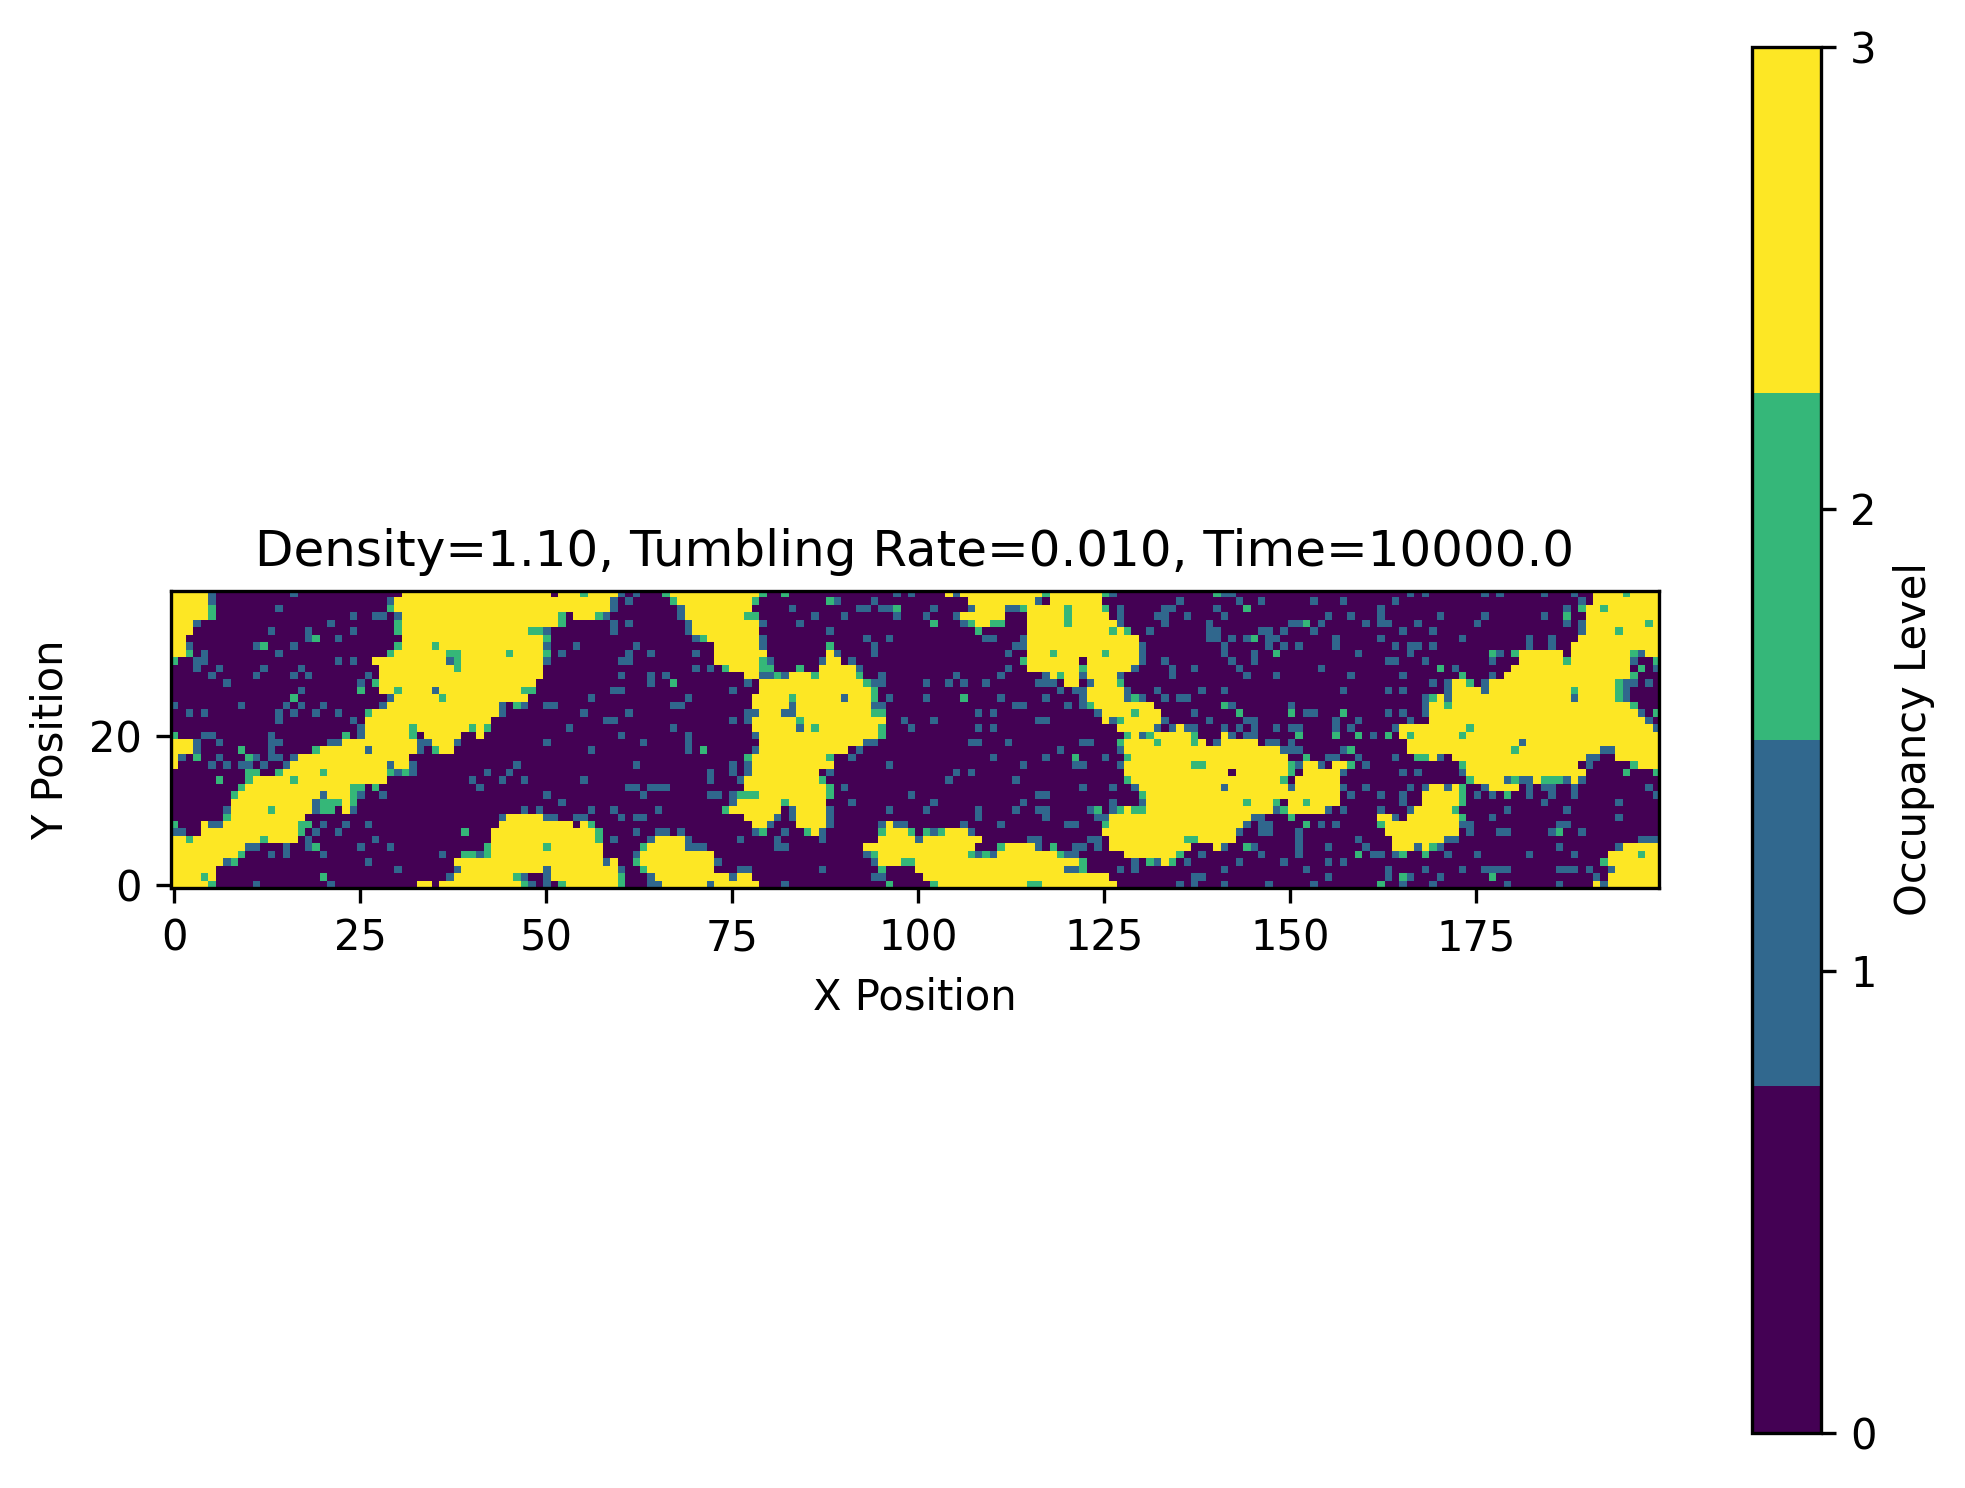 Density=1.10, Tumbling Rate=0.010, Time=10000.0
Y Position
20
0
0 25 50 75 100 125 150 175
X Position
3
2
1
0
Occupancy Level